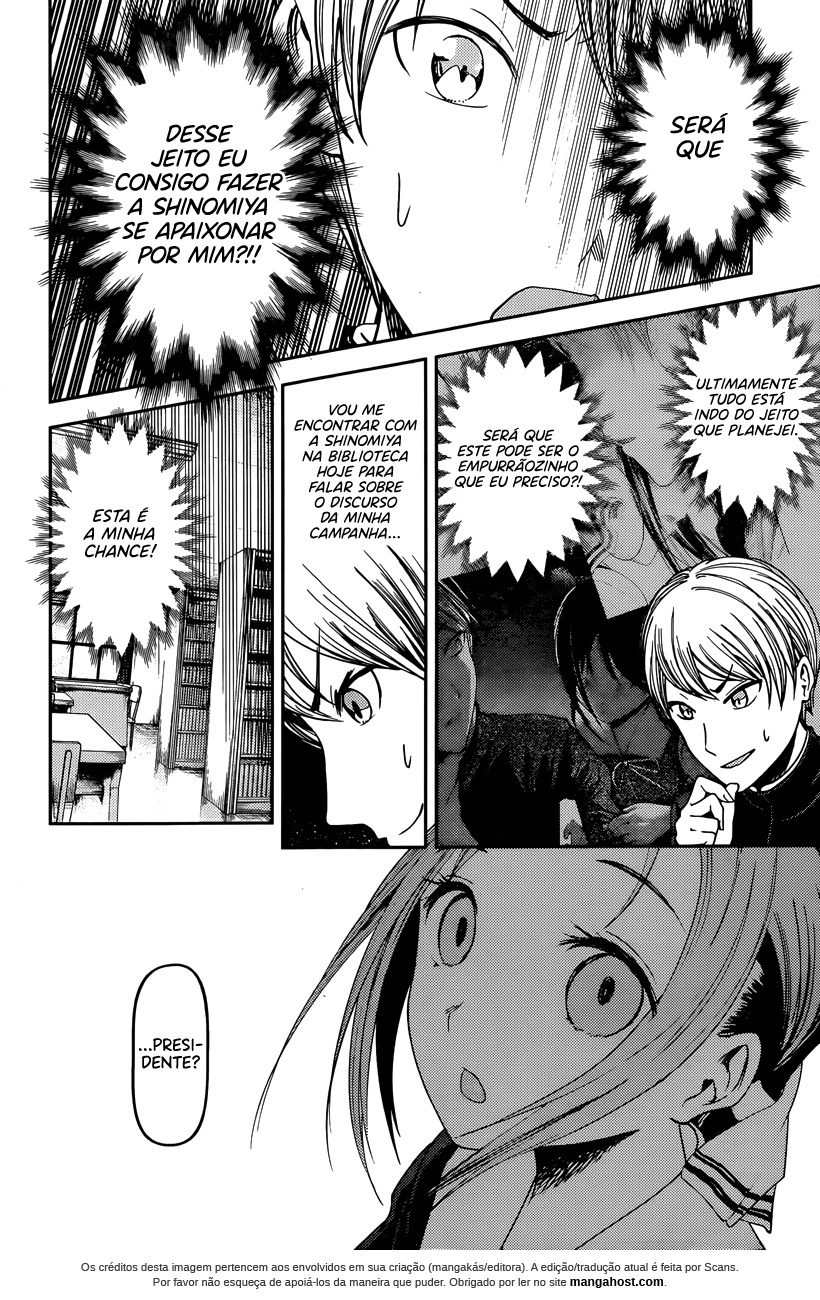 SERÁ
QUE
DESSE
JEITO EU
CONSIGO FAZER
A SHINOMIYA
SE APAIXONAR
POR MIM?!!
ULTIMAMENTE
TUDO ESTÁ
INDO DO JEITO
QUE PLANEJEI.
SERÁ QUE
ESTE PODE SER O
EMPURRÃOZINHO
QUE EU PRECISO?!
VOU ME
ENCONTRAR COM
A SHINOMIYA
NA BIBLIOTECA
HOJE PARA
FALAR SOBRE
O DISCURSO
DA MINHA
CAMPANHA...
ESTA É
A MINHA
CHANCE!
...PRESI-
DENTE?
Os créditos desta imagem pertencem aos envolvidos em sua criação (mangakás/editora). A edição/tradução atual é feita por Scans.
Por favor não esqueça de apoiá-los da maneira que puder. Obrigado por ler no site mangahost.com.